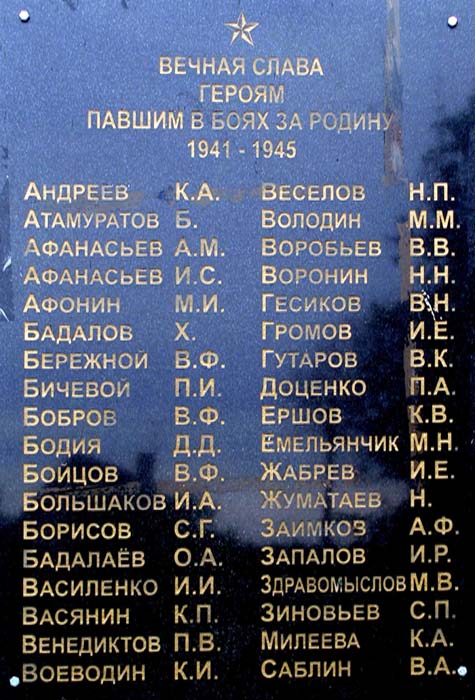 ВЕЧНАЯ СЛАВА
ГЕРОЯМ
ПАВШИМ В БОЯХ ЗА РОДИНУ
1941 - 1945
АНДРЕЕВ К.А.
АТАМУРАТОВ Б.
АФАНАСЬЕВ А.М.
АФАНАСЬЕВ И.С.
АФОНИН М.И.
БАДАЛОВ Х.
БЕРЕЖНОЙ В.Ф.
БИЧЕВОЙ П.И.
БОБРОВ В.Ф.
БОДИЯ Д.Д.
БОЙЦОВ В.Ф.
БОЛЬШАКОВ И.А.
БОРИСОВ С.Г.
БАДАЛАЁВ О.А.
ВАСИЛЕНКО И.И.
ВАСЯНИН К.П.
ВЕНЕДИКТОВ П.В.
ВОЕВОДИН К.И.
ВЕСЕЛОВ Н.П.
ВОЛОДИН М.М.
ВОРОБЬЕВ В.В.
ВОРОНИН Н.Н.
ГЕСИКОВ В.Н.
ГРОМОВ И.Е.
ГУТАРОВ В.К.
ДОЦЕНКО П.А.
ЕРШОВ К.В.
ЕМЕЛЬЯНЧИК М.Н.
ЖАБРЕВ И.Е.
ЖУМАТАЕВ Н.
ЗАИМКОВ А.Ф.
ЗАПАЛОВ И.Р.
ЗДРАВОМЫСЛОВ М.В.
ЗИНОВЬЕВ С.П.
МИЛЕЕВА К.А.
САБЛИН В.А.